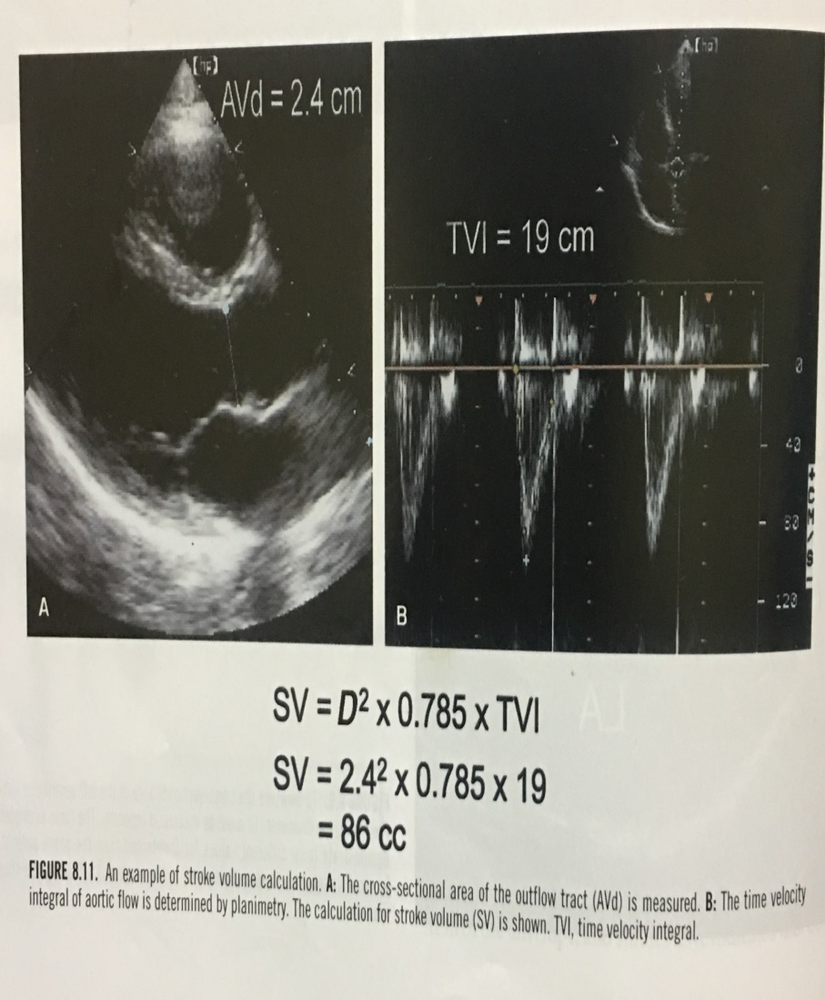 [hp]
AVd = 2.4 cm
A
[hp]
TVI = 19 cm
0
40
80
120
+CM/S-
B
SV = D² x 0.785 x TVI
SV = 2.4² x 0.785 x 19
= 86 cc
FIGURE 8.11. An example of stroke volume calculation. A: The cross-sectional area of the outflow tract (AVd) is measured. B: The time velocity
integral of aortic flow is determined by planimetry. The calculation for stroke volume (SV) is shown. TVI, time velocity integral.